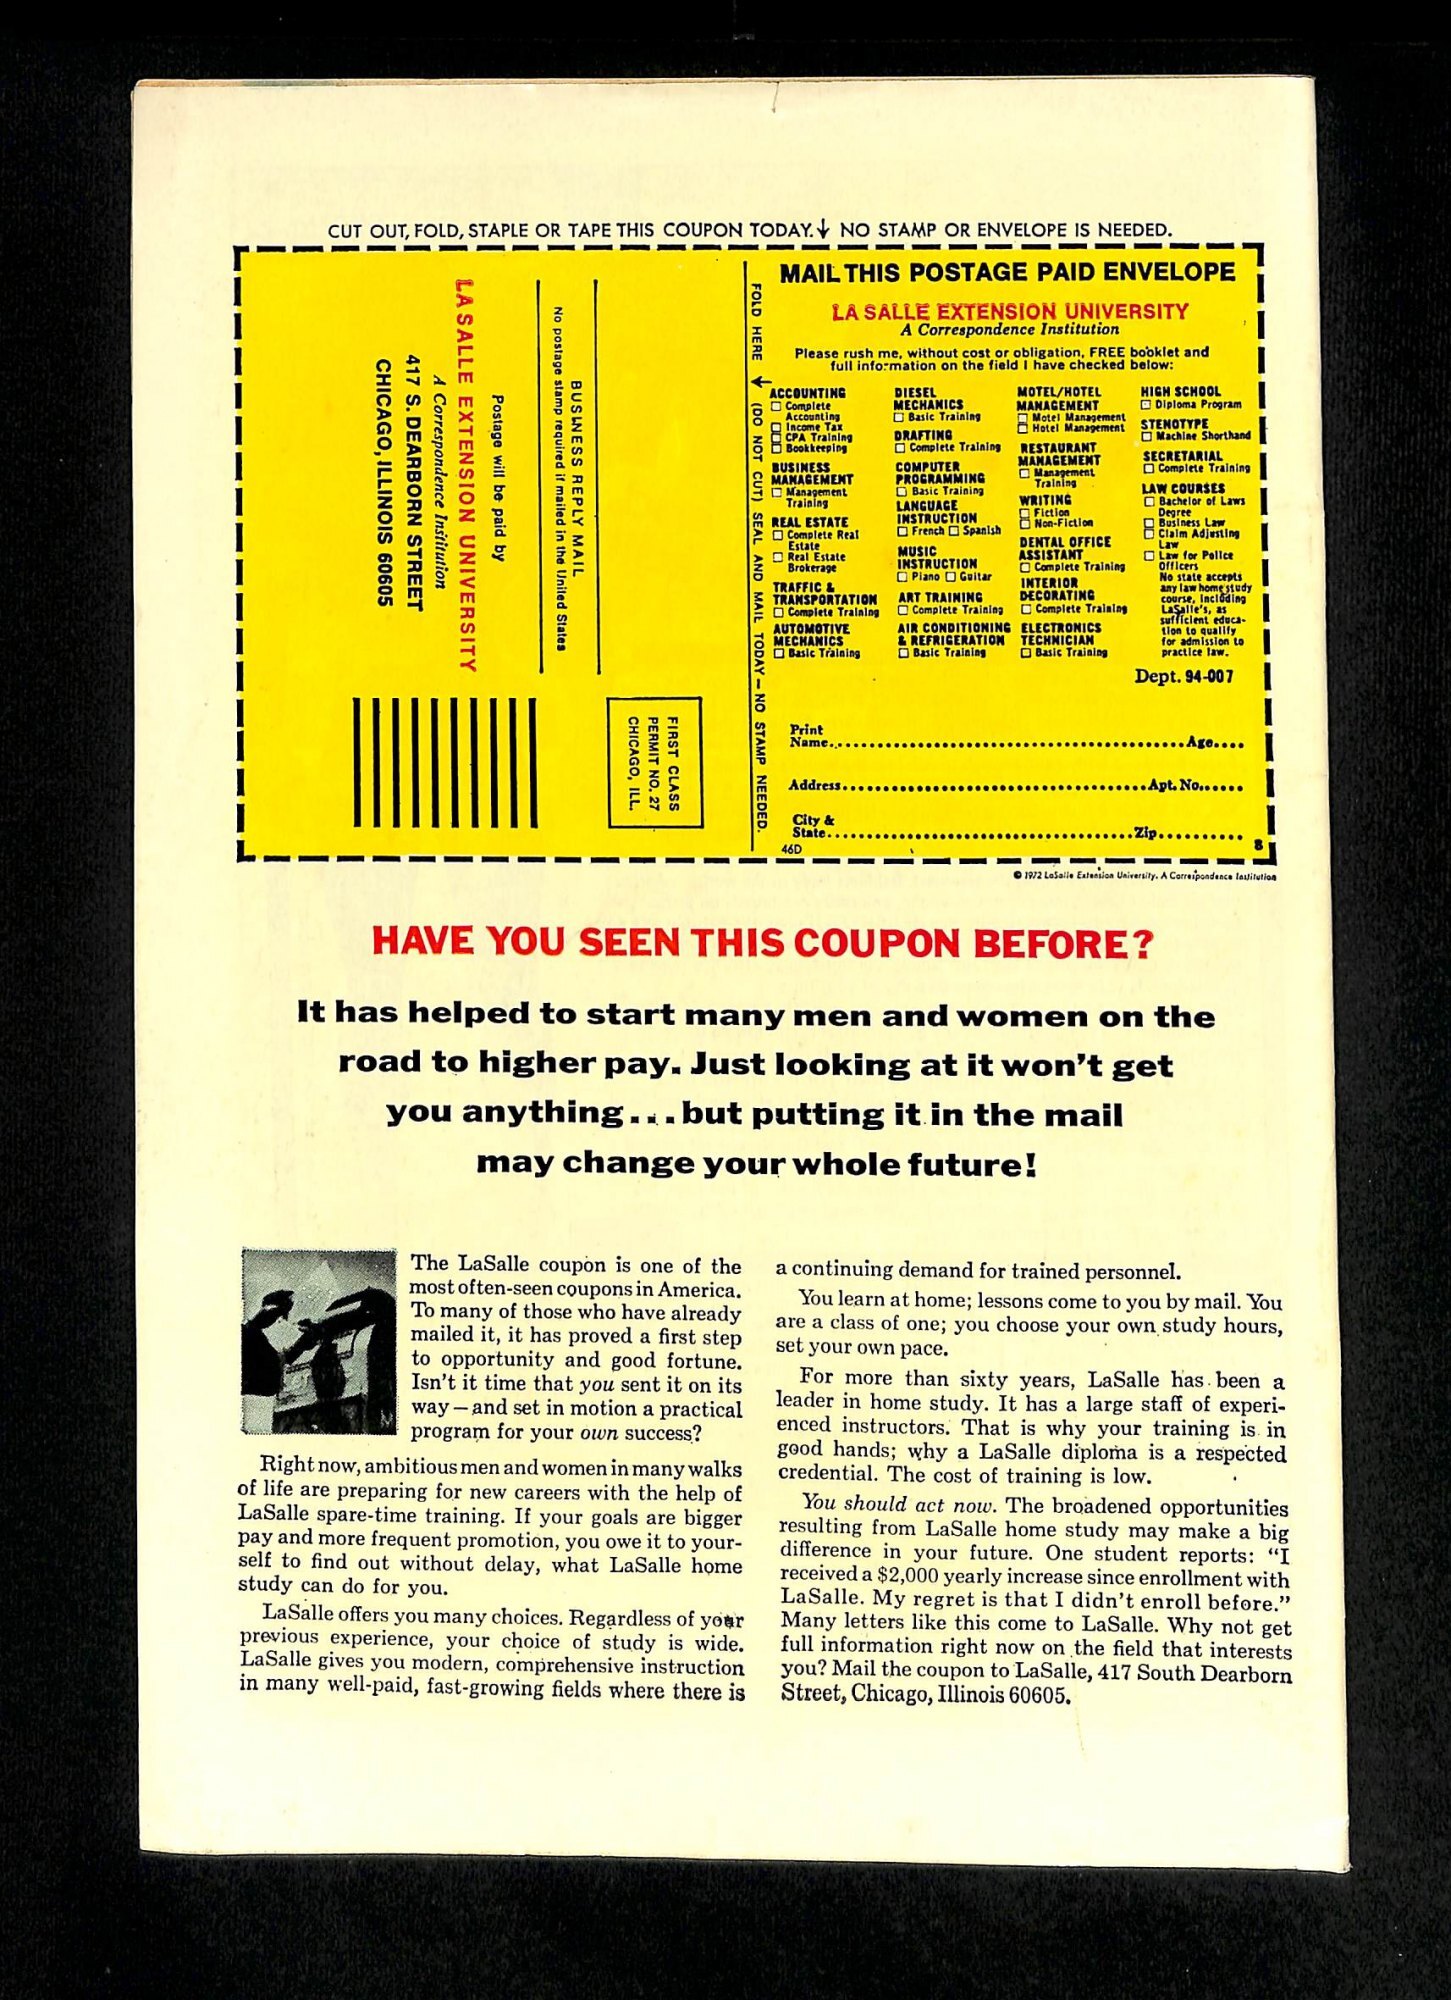 CUT OUT, FOLD, STAPLE OR TAPE THIS COUPON TODAY.↓ NO STAMP OR ENVELOPE IS NEEDED.
FIRST CLASS
PERMIT NO. 27
CHICAGO, ILL.
BUSINESS REPLY MAIL
No postage stamp required if mailed in the United States
Postage will be paid by
LASALLE EXTENSION UNIVERSITY
A Correspondence Institution
417 S. DEARBORN STREET
CHICAGO, ILLINOIS 60605
FOLD HERE ↓ (DO NOT CUT) SEAL AND MAIL TODAY — NO STAMP NEEDED.
MAIL THIS POSTAGE PAID ENVELOPE
LA SALLE EXTENSION UNIVERSITY
A Correspondence Institution
Please rush me, without cost or obligation, FREE booklet and
full information on the field I have checked below:
ACCOUNTING
☐ Complete
Accounting
☐ Income Tax
☐ CPA Training
☐ Bookkeeping
BUSINESS
MANAGEMENT
☐ Management
Training
REAL ESTATE
☐ Complete Real
Estate
☐ Real Estate
Brokerage
TRAFFIC &
TRANSPORTATION
☐ Complete Training
AUTOMOTIVE
MECHANICS
☐ Basic Training
DIESEL
MECHANICS
☐ Basic Training
DRAFTING
☐ Complete Training
COMPUTER
PROGRAMMING
☐ Basic Training
LANGUAGE
INSTRUCTION
☐ French ☐ Spanish
MUSIC
INSTRUCTION
☐ Piano ☐ Guitar
ART TRAINING
☐ Complete Training
AIR CONDITIONING
& REFRIGERATION
☐ Basic Training
MOTEL/HOTEL
MANAGEMENT
☐ Motel Management
☐ Hotel Management
RESTAURANT
MANAGEMENT
☐ Management
Training
WRITING
☐ Fiction
☐ Non-Fiction
DENTAL OFFICE
ASSISTANT
☐ Complete Training
INTERIOR
DECORATING
☐ Complete Training
ELECTRONICS
TECHNICIAN
☐ Basic Training
HIGH SCHOOL
☐ Diploma Program
STENOTYPE
☐ Machine Shorthand
SECRETARIAL
☐ Complete Training
LAW COURSES
☐ Bachelor of Laws
Degree
☐ Business Law
☐ Claim Adjusting
Law
☐ Law for Police
Officers
No state accepts
any law home study
course, including
LaSalle's, as
sufficient educa-
tion to qualify
for admission to
practice law.
Dept. 94-007
Print
Name..........Age....
Address..........Apt. No......
City &
State..........Zip..........
46D
8
© 1972 LaSalle Extension University. A Correspondence Institution
HAVE YOU SEEN THIS COUPON BEFORE?
It has helped to start many men and women on the
road to higher pay. Just looking at it won't get
you anything...but putting it in the mail
may change your whole future!
The LaSalle coupon is one of the
most often-seen coupons in America.
To many of those who have already
mailed it, it has proved a first step
to opportunity and good fortune.
Isn't it time that you sent it on its
way — and set in motion a practical
program for your own success?
Right now, ambitious men and women in many walks
of life are preparing for new careers with the help of
LaSalle spare-time training. If your goals are bigger
pay and more frequent promotion, you owe it to your-
self to find out without delay, what LaSalle home
study can do for you.
LaSalle offers you many choices. Regardless of your
previous experience, your choice of study is wide.
LaSalle gives you modern, comprehensive instruction
in many well-paid, fast-growing fields where there is
a continuing demand for trained personnel.
You learn at home; lessons come to you by mail. You
are a class of one; you choose your own study hours,
set your own pace.
For more than sixty years, LaSalle has been a
leader in home study. It has a large staff of experi-
enced instructors. That is why your training is in
good hands; why a LaSalle diploma is a respected
credential. The cost of training is low.
You should act now. The broadened opportunities
resulting from LaSalle home study may make a big
difference in your future. One student reports: "I
received a $2,000 yearly increase since enrollment with
LaSalle. My regret is that I didn't enroll before."
Many letters like this come to LaSalle. Why not get
full information right now on the field that interests
you? Mail the coupon to LaSalle, 417 South Dearborn
Street, Chicago, Illinois 60605.